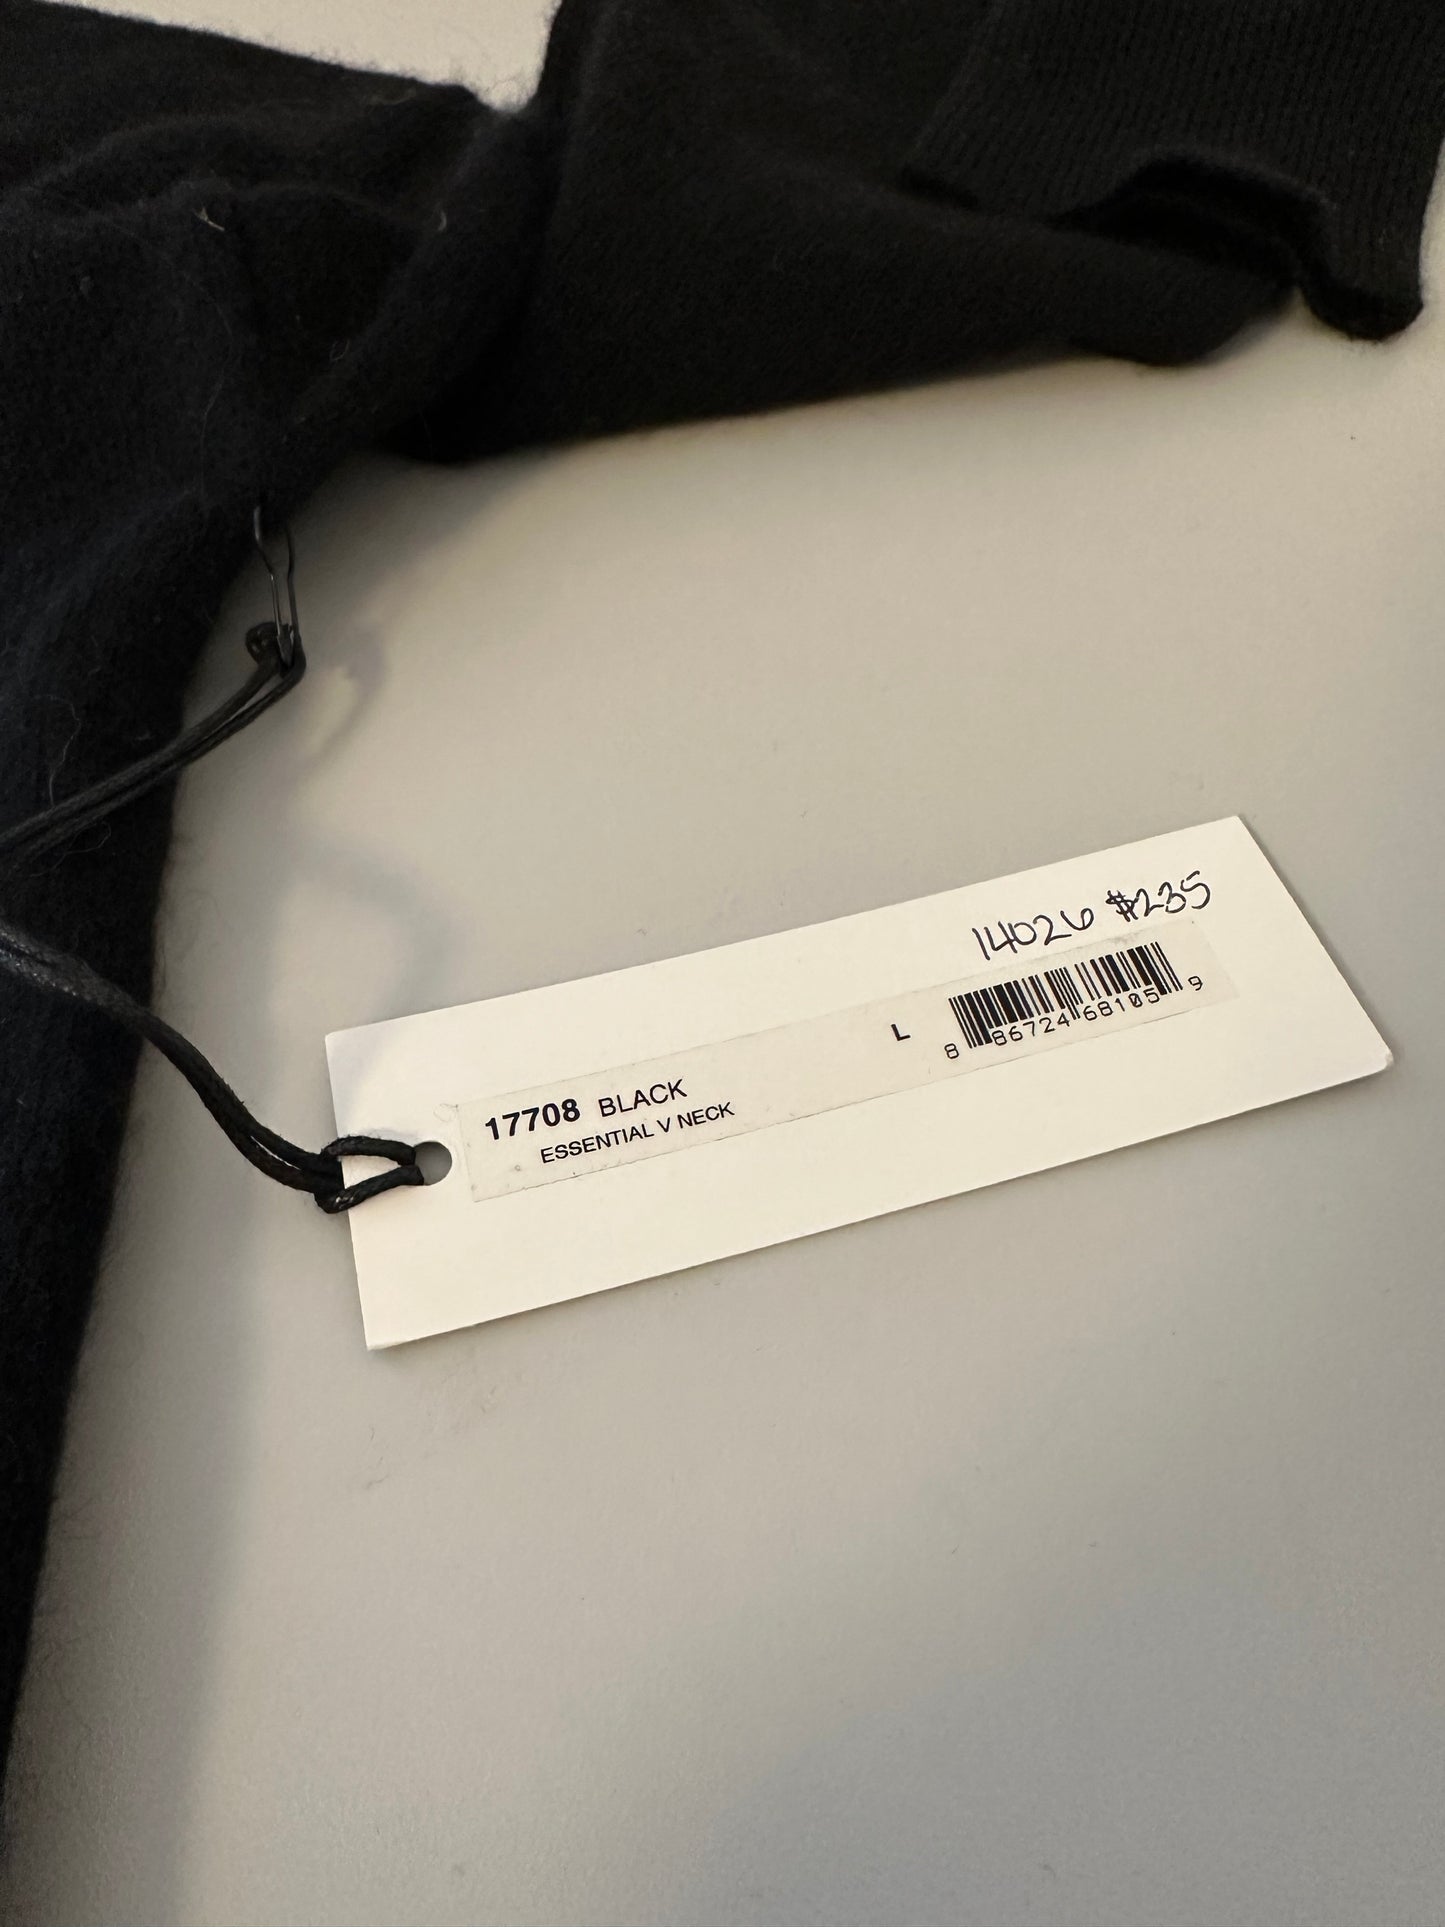 14026 $235
L
8 86724 68105 9
17708 BLACK
ESSENTIAL V NECK